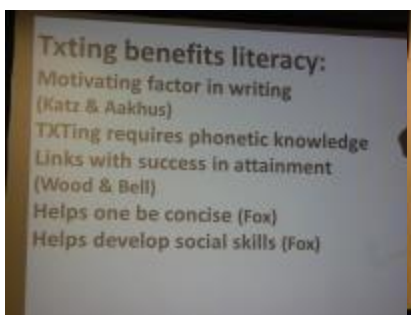 Txting benefits literacy:
Motivating factor in writing
(Katz & Aakhus)
TXTing requires phonetic knowledge
Links with success in attainment
(Wood & Bell)
Helps one be concise (Fox)
Helps develop social skills (Fox)